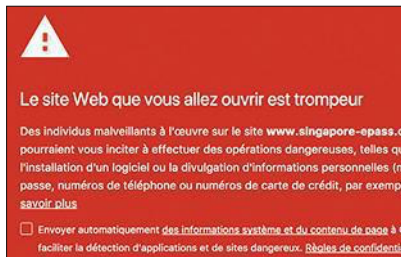 Le site Web que vous allez ouvrir est trompeur
Des individus malveillants à l'œuvre sur le site www.singapore-epass.
pourraient vous inciter à effectuer des opérations dangereuses, telles
l'installation d'un logiciel ou la divulgation d'informations personnelles
passe, numéros de téléphone ou numéros de carte de crédit, par
savoir plus
Envoyer automatiquement des informations système et du contenu de page à
faciliter la détection d'applications et de sites dangereux. Règles de